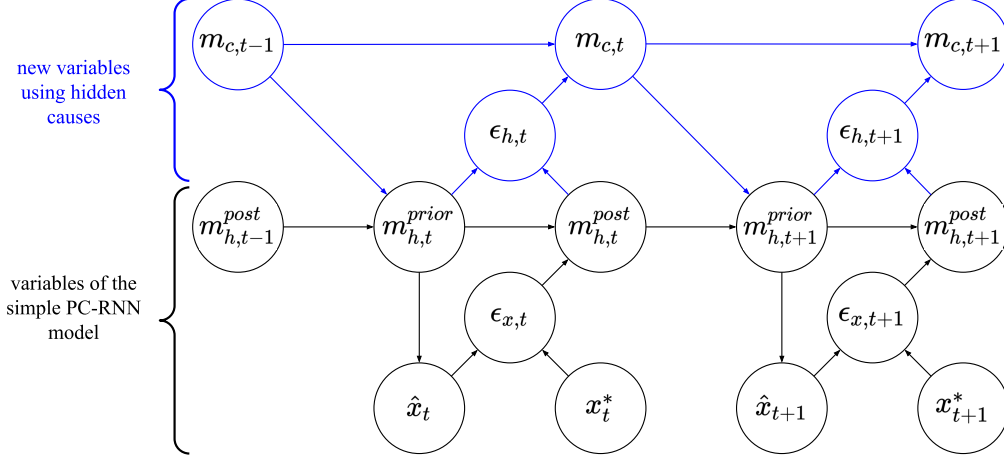 m_{c,t−1} m_{c,t} m_{c,t+1}
new variables
using hidden
causes
ϵ_{h,t} ϵ_{h,t+1}
m^{post}_{h,t−1} m^{prior}_{h,t} m^{post}_{h,t} m^{prior}_{h,t+1} m^{post}_{h,t+1}
variables of the
simple PC-RNN
model
ϵ_{x,t} ϵ_{x,t+1}
x̂_t x^*_t x̂_{t+1} x^*_{t+1}